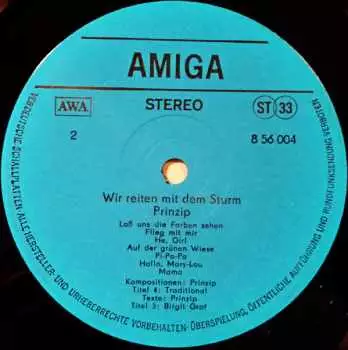 AMIGA
AWA STEREO ST 33
2 8 56 004
Wir reiten mit dem Sturm
Prinzip
Laß uns die Farben sehen
Flieg mit mir
He, Girl
Auf der grünen Wiese
Pi-Pa-Po
Hallo, Mary-Lou
Mama
Kompositionen: Prinzip
Titel 4: Traditional
Texte: Prinzip
Titel 3: Birgit Graf
VEB DEUTSCHE SCHALLPLATTEN · ALLE HERSTELLER- UND URHEBERRECHTE VORBEHALTEN · ÜBERSPIELUNG, ÖFFENTLICHE AUFFÜHRUNG UND RUNDFUNKSENDUNG VERBOTEN